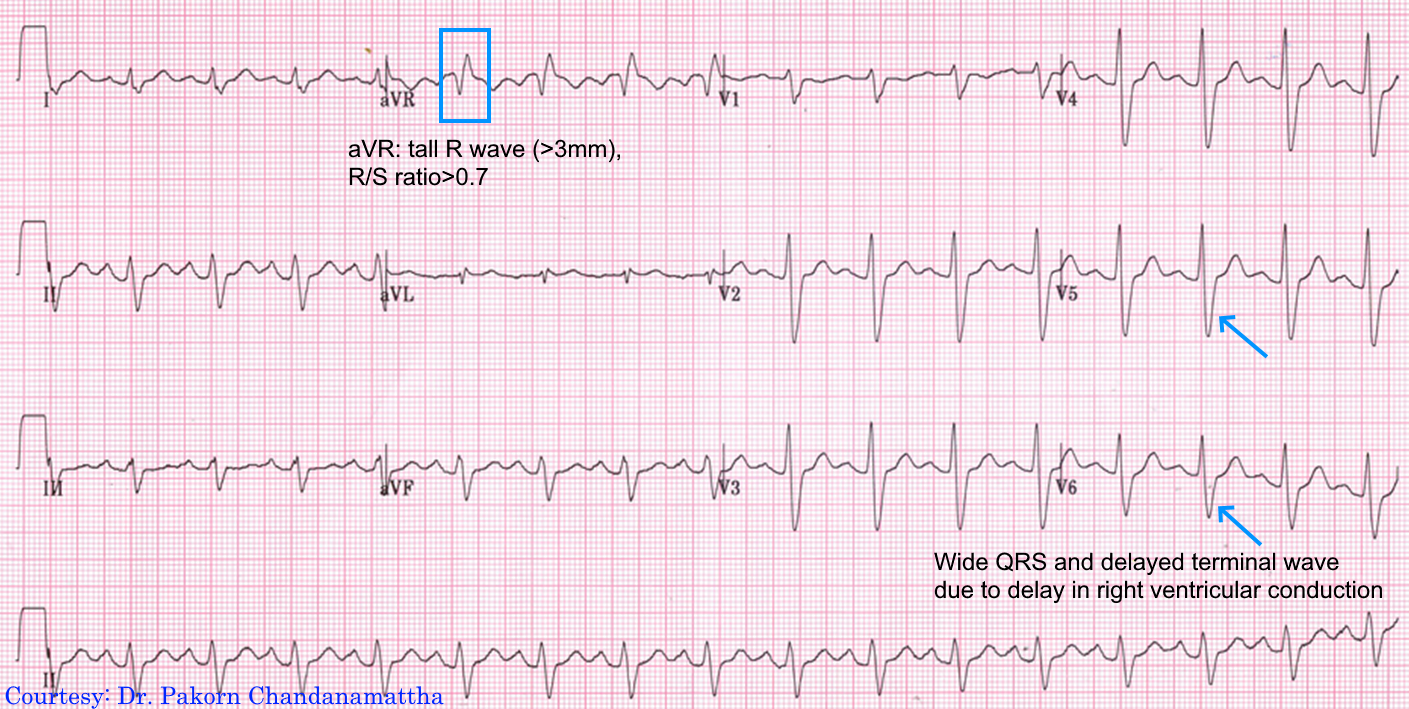 I
aVR
V1
V4
aVR: tall R wave (>3mm),
R/S ratio>0.7
II
aVL
V2
V5
III
aVF
V3
V6
Wide QRS and delayed terminal wave
due to delay in right ventricular conduction
II
Courtesy: Dr. Pakorn Chandanamattha